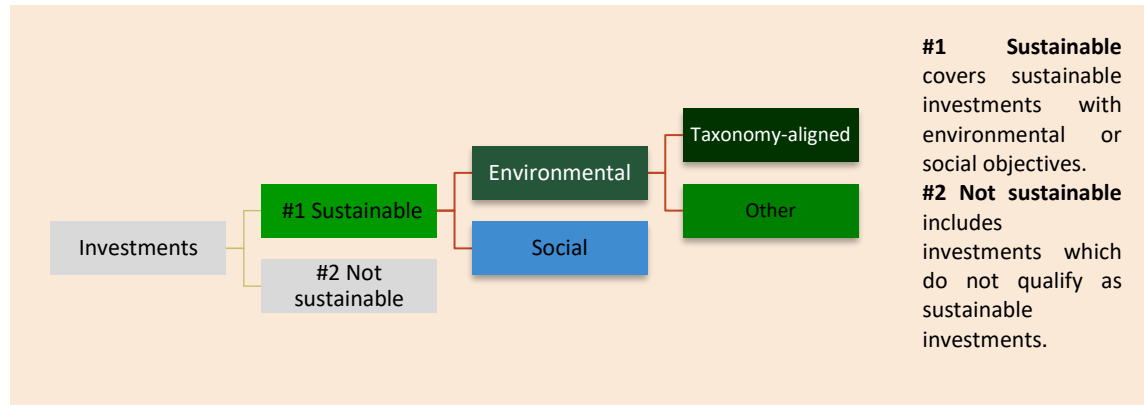 Investments
#1 Sustainable
#2 Not
sustainable
Environmental
Social
Taxonomy-aligned
Other
#1 Sustainable
covers sustainable
investments with
environmental or
social objectives.
#2 Not sustainable
includes
investments which
do not qualify as
sustainable
investments.